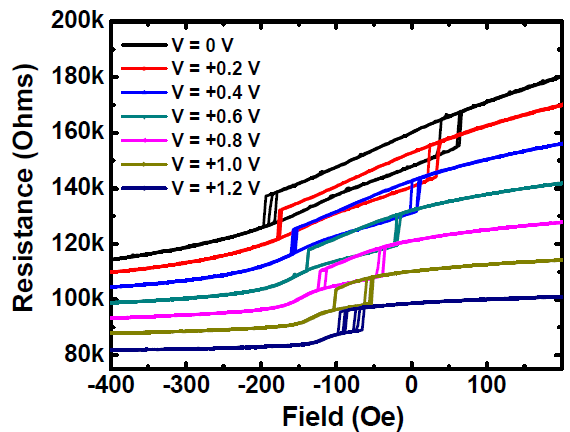 200k
180k
160k
140k
120k
100k
80k
Resistance (Ohms)
V = 0 V
V = +0.2 V
V = +0.4 V
V = +0.6 V
V = +0.8 V
V = +1.0 V
V = +1.2 V
-400 -300 -200 -100 0 100
Field (Oe)